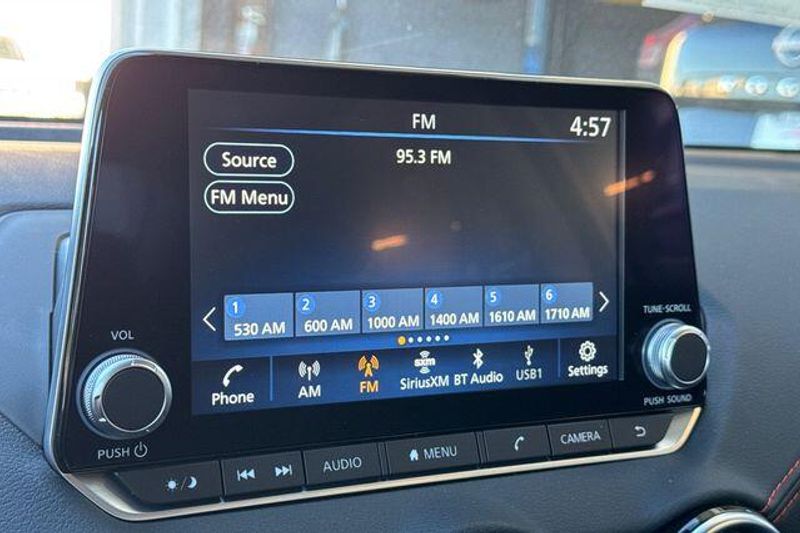 FM
4:57
Source
95.3 FM
FM Menu
1
530 AM
2
600 AM
3
1000 AM
4
1400 AM
5
1610 AM
6
1710 AM
Phone
AM
FM
sxm
SiriusXM
BT Audio
USB1
Settings
VOL
PUSH
TUNE-SCROLL
PUSH SOUND
AUDIO
MENU
CAMERA